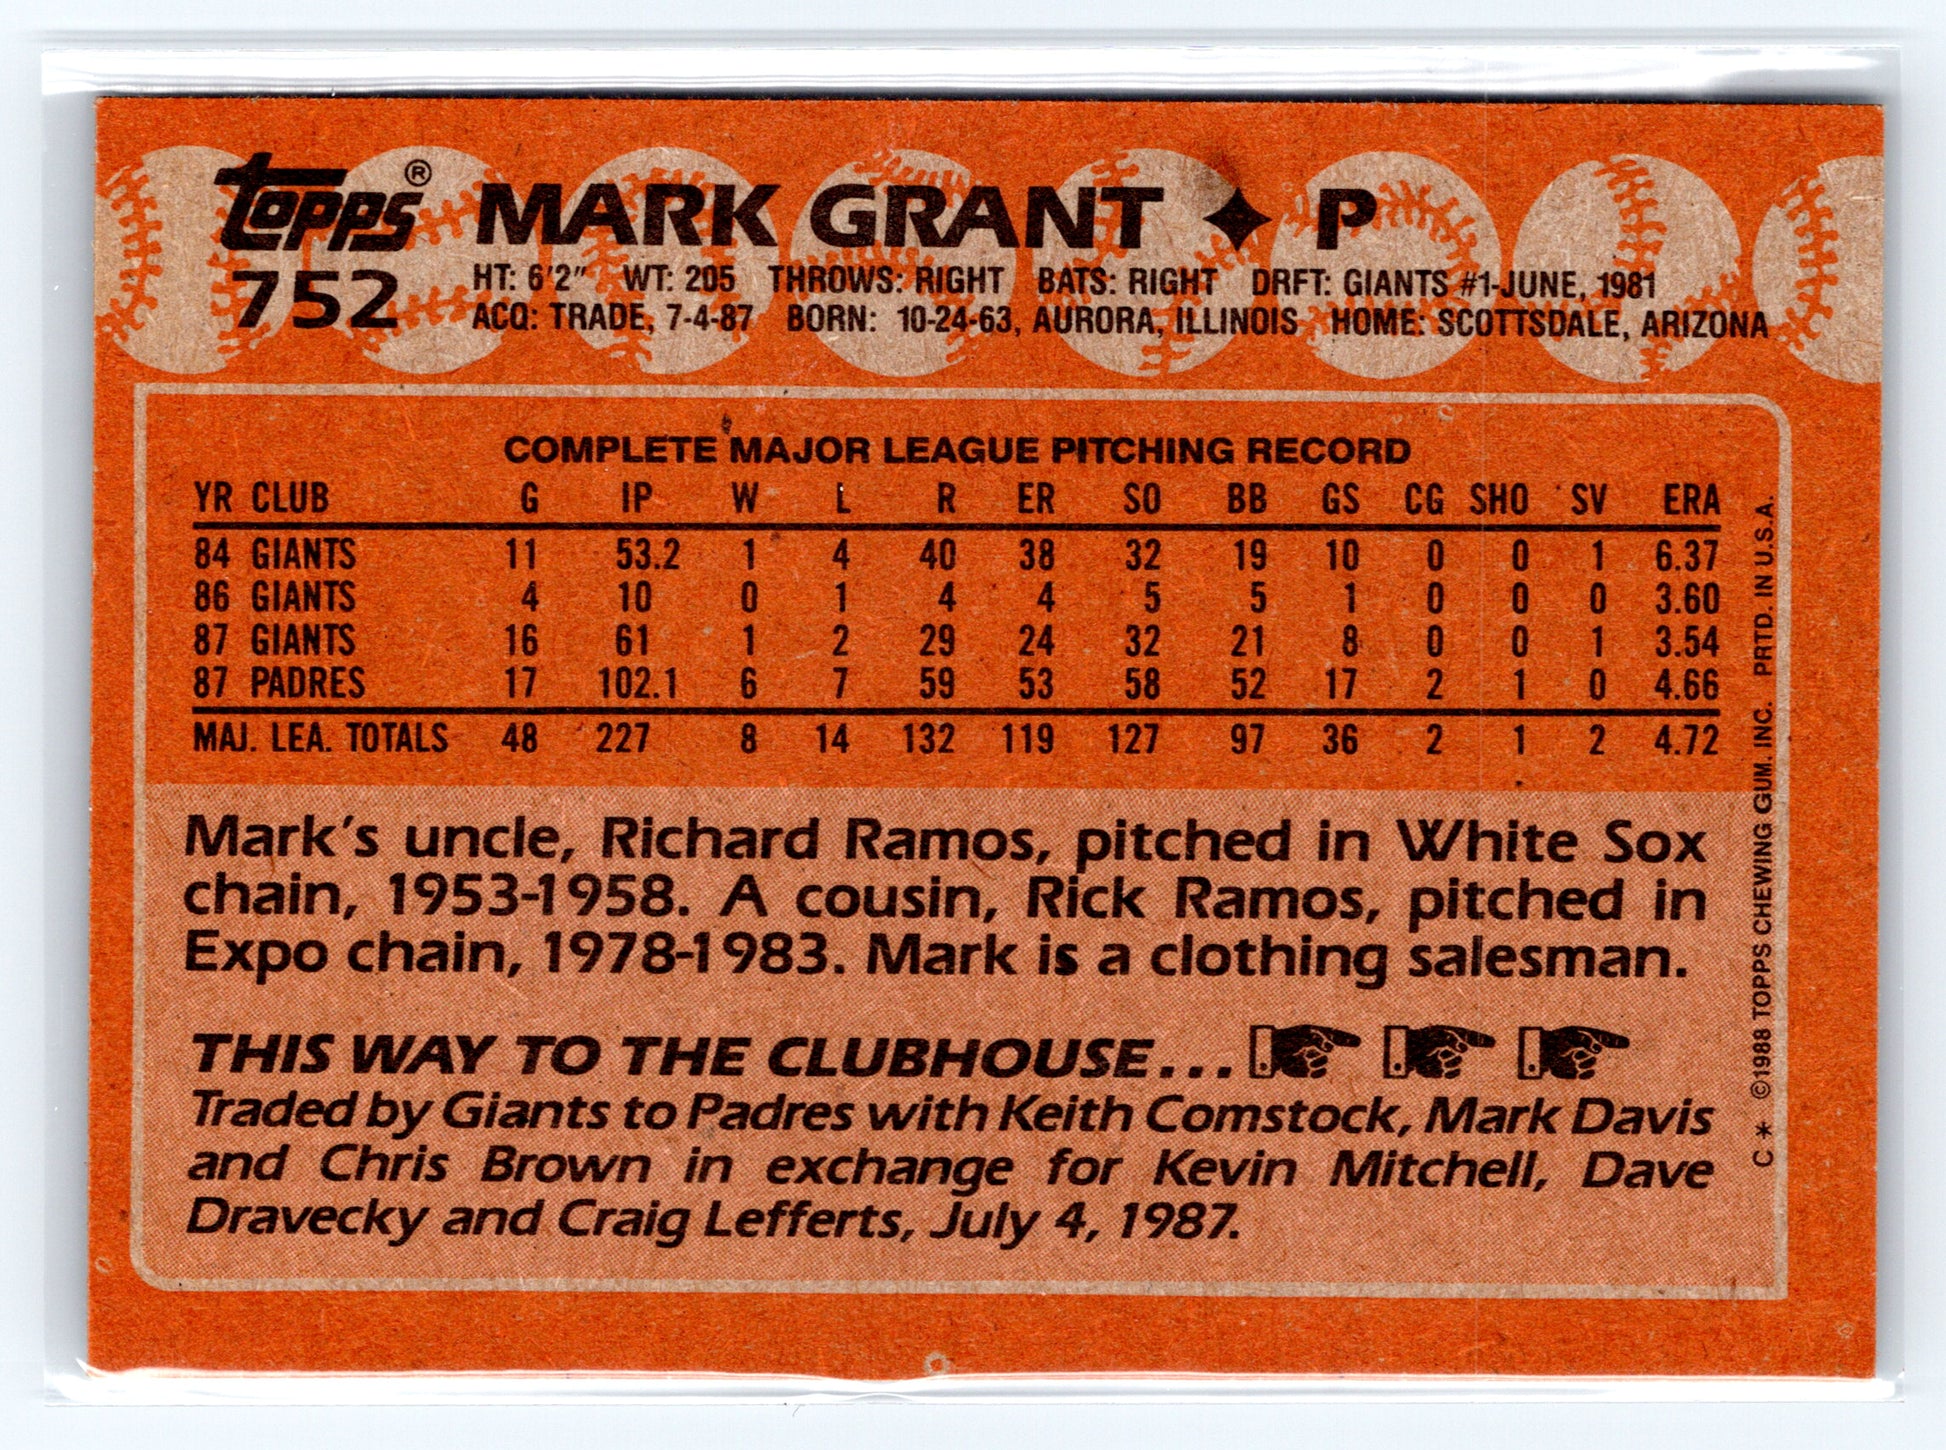 topps® MARK GRANT ✦ P
752 HT: 6'2" WT: 205 THROWS: RIGHT BATS: RIGHT DRFT: GIANTS #1-JUNE, 1981
ACQ: TRADE, 7-4-87 BORN: 10-24-63, AURORA, ILLINOIS HOME: SCOTTSDALE, ARIZONA
COMPLETE MAJOR LEAGUE PITCHING RECORD
YR CLUB G IP W L R ER SO BB GS CG SHO SV ERA
84 GIANTS 11 53.2 1 4 40 38 32 19 10 0 0 1 6.37
86 GIANTS 4 10 0 1 4 4 5 5 1 0 0 0 3.60
87 GIANTS 16 61 1 2 29 24 32 21 8 0 0 1 3.54
87 PADRES 17 102.1 6 7 59 53 58 52 17 2 1 0 4.66
MAJ. LEA. TOTALS 48 227 8 14 132 119 127 97 36 2 1 2 4.72
Mark's uncle, Richard Ramos, pitched in White Sox
chain, 1953-1958. A cousin, Rick Ramos, pitched in
Expo chain, 1978-1983. Mark is a clothing salesman.
THIS WAY TO THE CLUBHOUSE...
Traded by Giants to Padres with Keith Comstock, Mark Davis
and Chris Brown in exchange for Kevin Mitchell, Dave
Dravecky and Craig Lefferts, July 4, 1987.
C* ©1988 TOPPS CHEWING GUM, INC. PRTD. IN U.S.A.